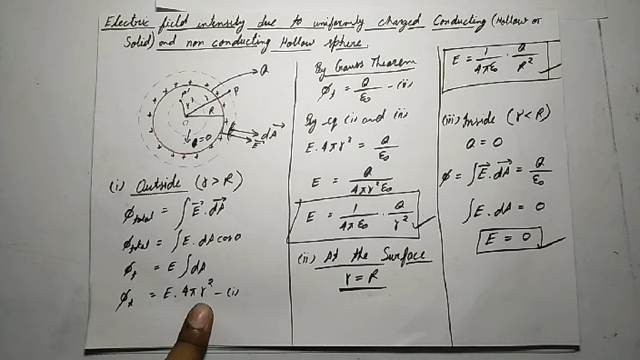 Electric field intensity due to uniformly charged Conducting (Hollow or
Solid) and non conducting Hollow sphere.
Q
P
r
R
r'
O
Q=0
dA
E
(i) Outside (r > R)
ϕtotal = ∫ E⃗ . dA⃗
ϕtotal = ∫ E. dA cos0
ϕt = E ∫ dA
ϕt = E. 4πr² - (i)
By Gauss Theorem
ϕt = Q/ε0 - (ii)
By eq (i) and (ii)
E. 4πr² = Q/ε0
E = Q/4πr²ε0
E = 1/4πε0 . Q/r²
(ii) At the Surface
r = R
E = 1/4πε0 . Q/R²
(iii) Inside (r < R)
Q = 0
ϕ = ∫ E⃗ . dA⃗ = Q/ε0
∫ E. dA = 0
E = 0